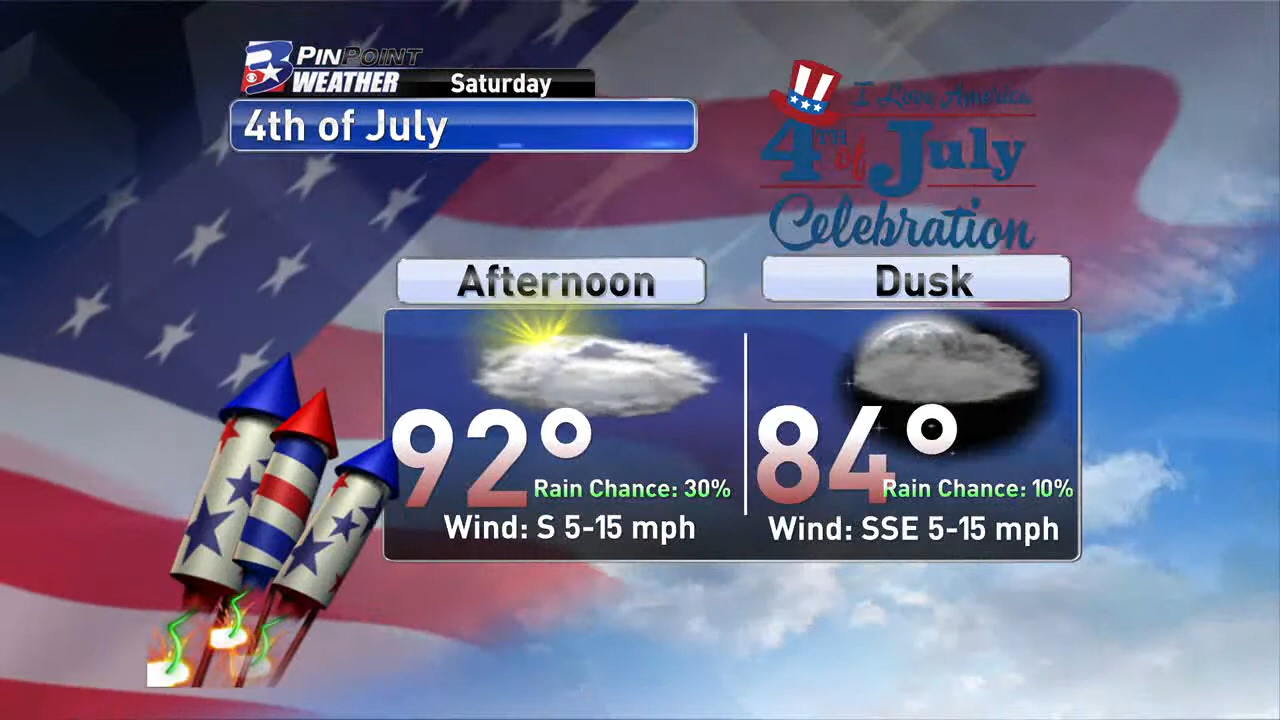 3 PINPOINT
WEATHER
Saturday
4th of July
I Love America
4TH of July
Celebration
Afternoon
Dusk
92°
Rain Chance: 30%
Wind: S 5-15 mph
84°
Rain Chance: 10%
Wind: SSE 5-15 mph